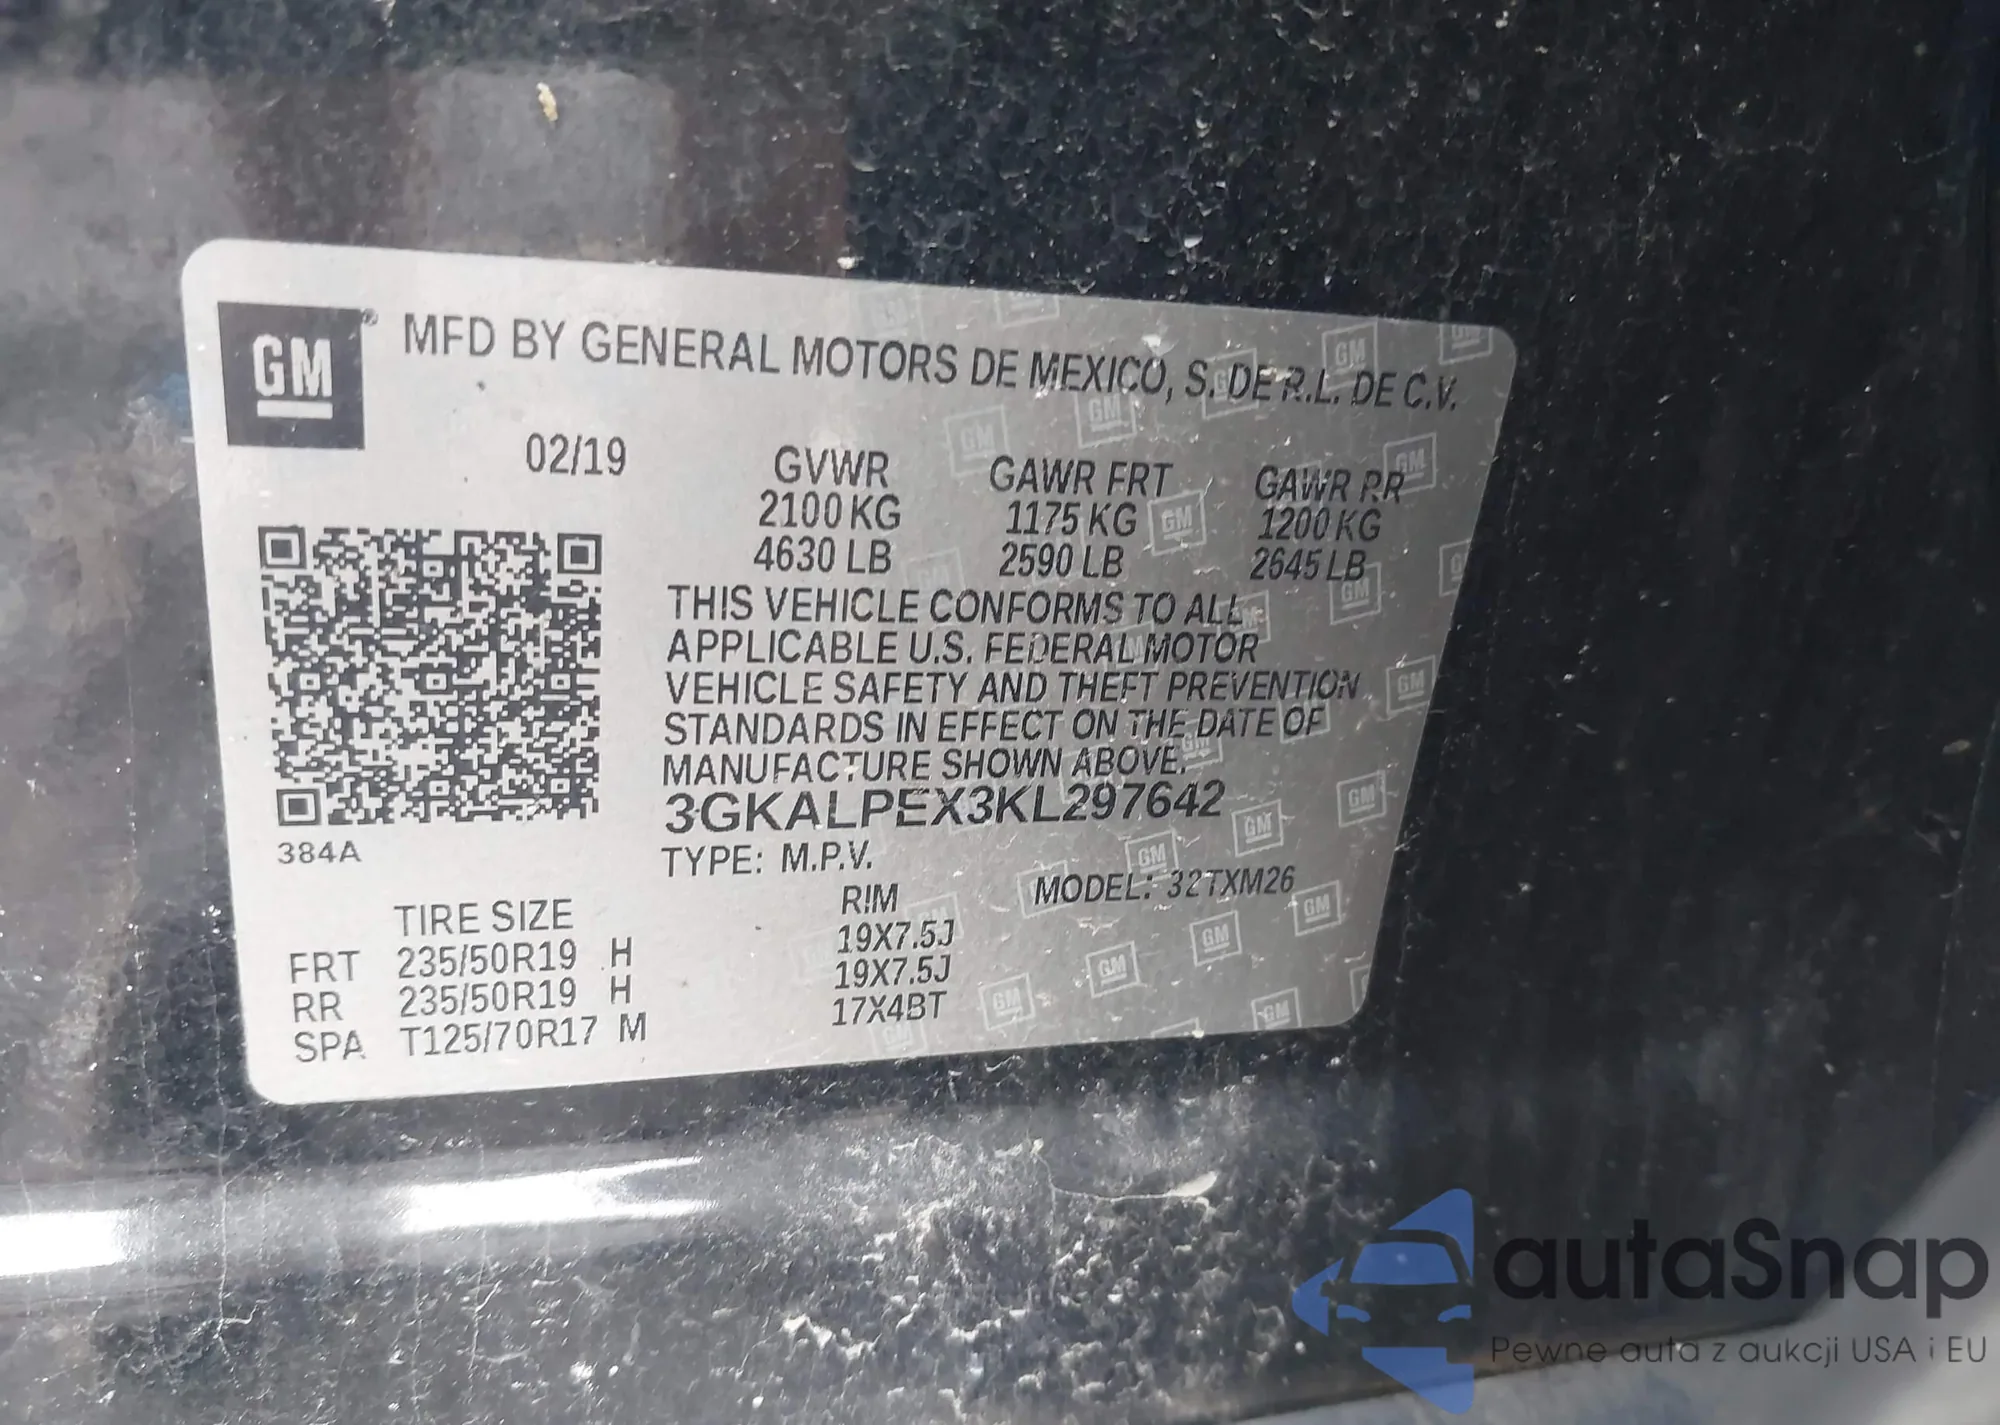 GM ® MFD BY GENERAL MOTORS DE MEXICO, S. DE R.L. DE C.V.
02/19
GVWR GAWR FRT GAWR RR
2100 KG 1175 KG 1200 KG
4630 LB 2590 LB 2645 LB
THIS VEHICLE CONFORMS TO ALL
APPLICABLE U.S. FEDERAL MOTOR
VEHICLE SAFETY AND THEFT PREVENTION
STANDARDS IN EFFECT ON THE DATE OF
MANUFACTURE SHOWN ABOVE.
3GKALPEX3KL297642
384A
TYPE: M.P.V.
MODEL: 32TXM26
TIRE SIZE RIM
FRT 235/50R19 H 19X7.5J
RR 235/50R19 H 19X7.5J
SPA T125/70R17 M 17X4BT
autaSnap
Pewne auta z aukcji USA i EU